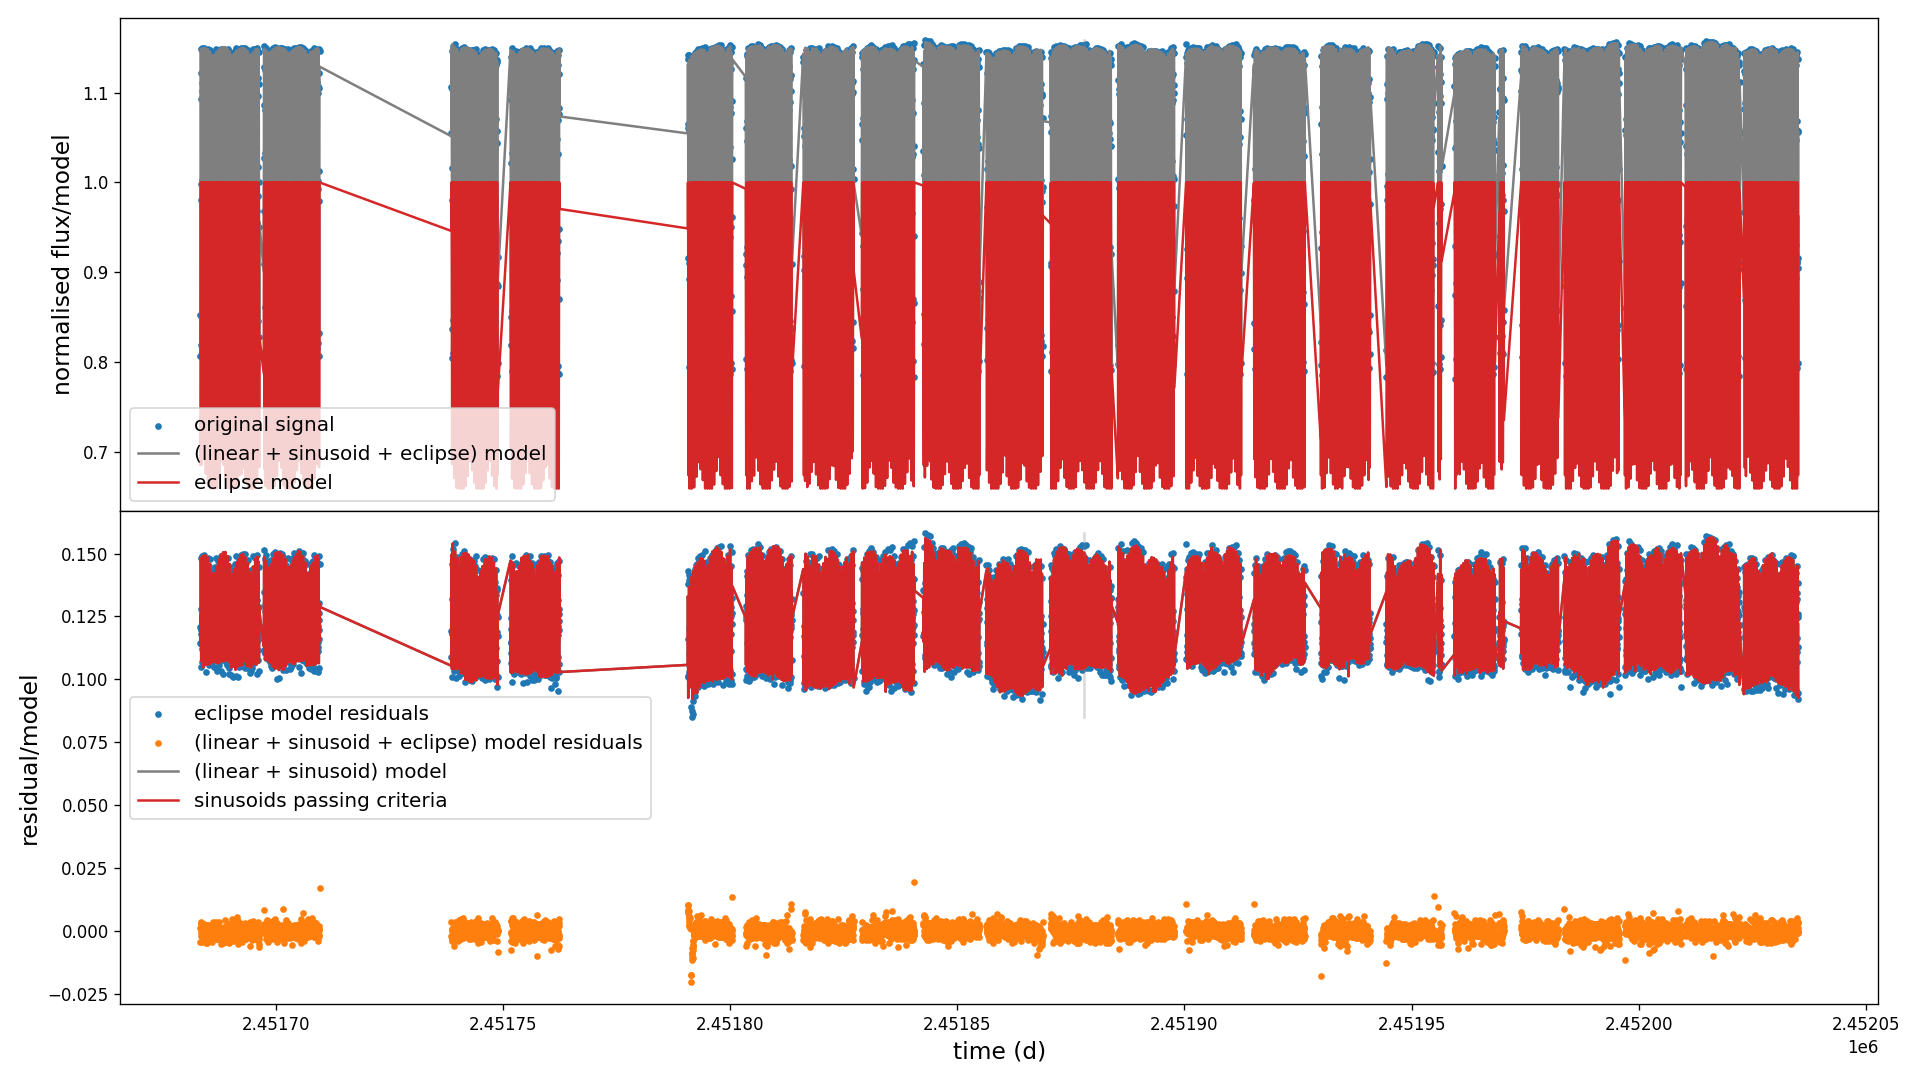 normalised flux/model
1.1
1.0
0.9
0.8
0.7
original signal
(linear + sinusoid + eclipse) model
eclipse model
residual/model
0.150
0.125
0.100
0.075
0.050
0.025
0.000
−0.025
eclipse model residuals
(linear + sinusoid + eclipse) model residuals
(linear + sinusoid) model
sinusoids passing criteria
2.45170
2.45175
2.45180
2.45185
2.45190
2.45195
2.45200
2.45205
time (d)
1e6